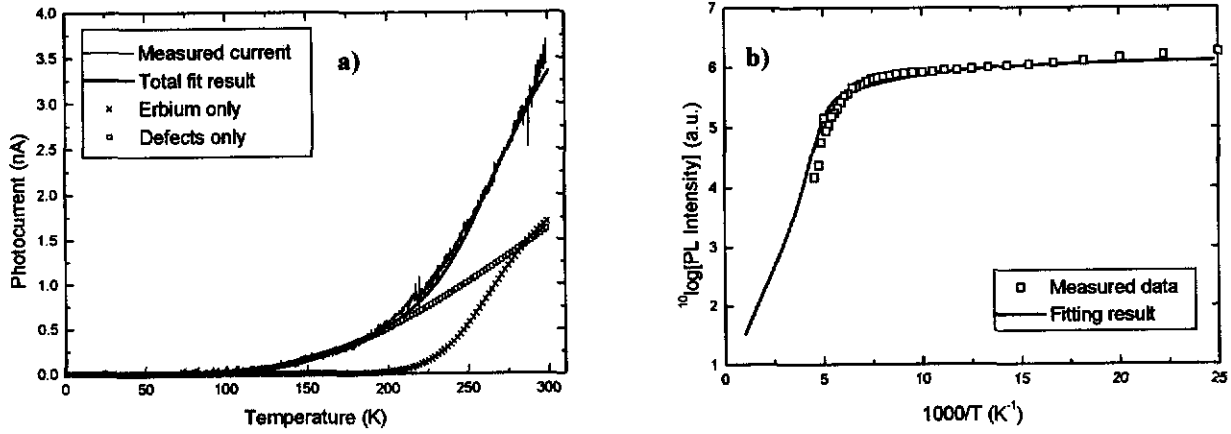 a)
Measured current
Total fit result
Erbium only
Defects only
4.0
3.5
3.0
2.5
2.0
1.5
1.0
0.5
0.0
Photocurrent (nA)
0 50 100 150 200 250 300
Temperature (K)
b)
7
6
5
4
3
2
1
¹⁰log[PL Intensity] (a.u.)
Measured data
Fitting result
0 5 10 15 20 25
1000/T (K⁻¹)